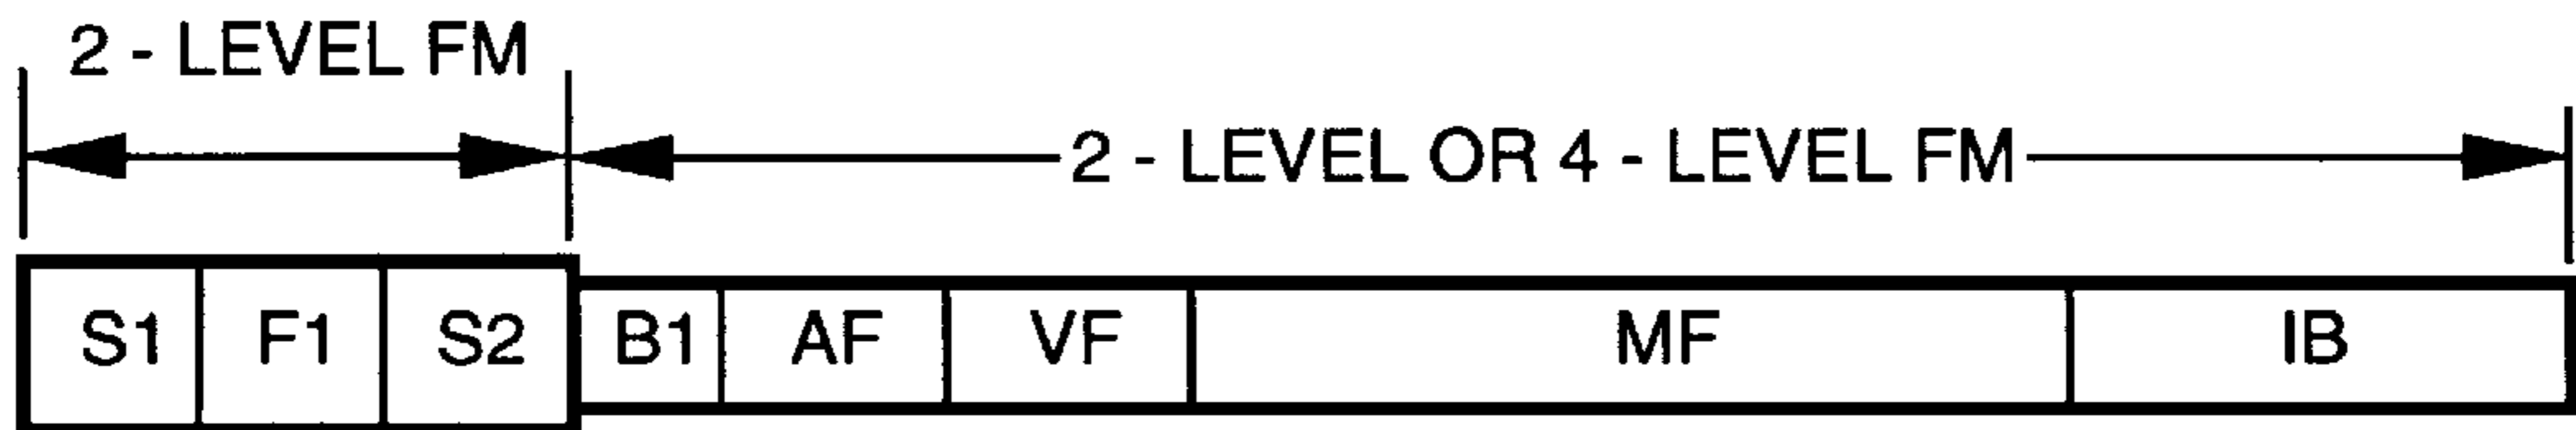 2 - LEVEL FM
2 - LEVEL OR 4 - LEVEL FM
S1 F1 S2 B1 AF VF MF IB